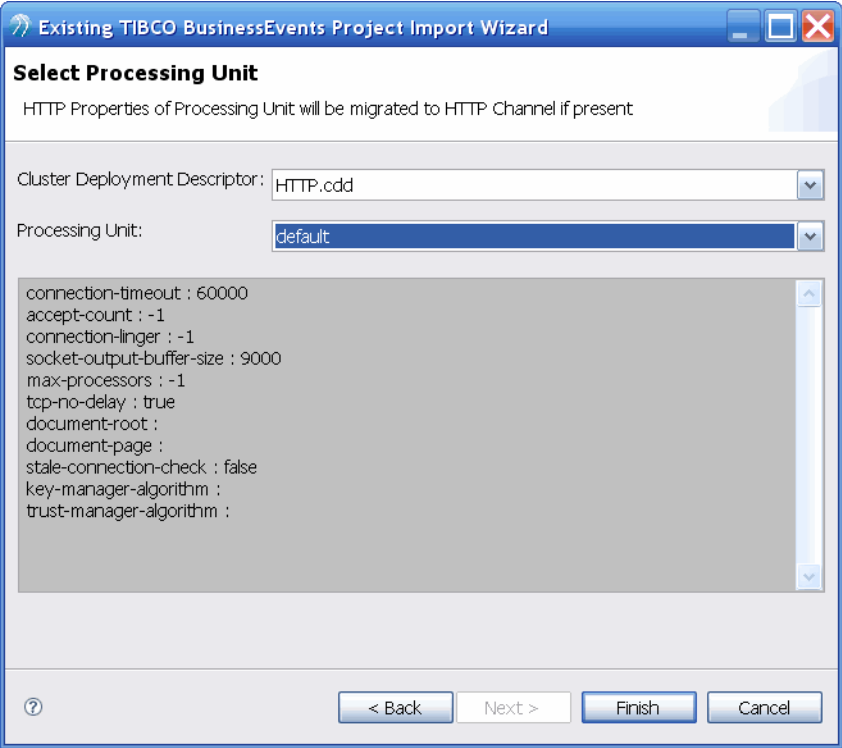 Existing TIBCO BusinessEvents Project Import Wizard
Select Processing Unit
HTTP Properties of Processing Unit will be migrated to HTTP Channel if present
Cluster Deployment Descriptor: HTTP.cdd
Processing Unit: default
connection-timeout : 60000
accept-count : -1
connection-linger : -1
socket-output-buffer-size : 9000
max-processors : -1
tcp-no-delay : true
document-root :
document-page :
stale-connection-check : false
key-manager-algorithm :
trust-manager-algorithm :
? < Back Next > Finish Cancel